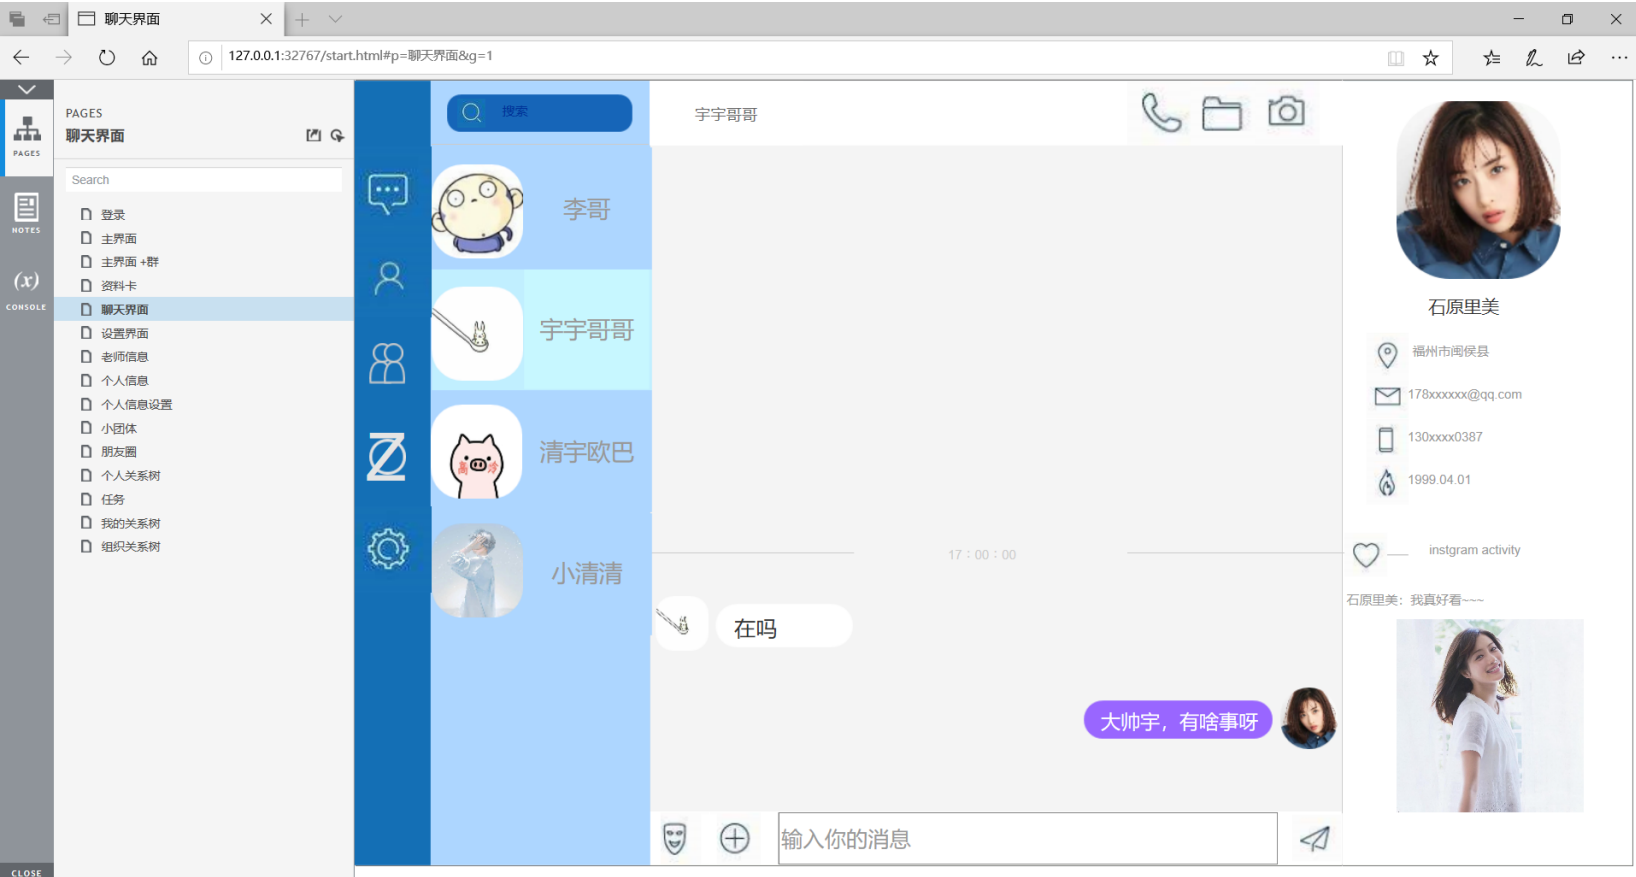 聊天界面
127.0.0.1:32767/start.html#p=聊天界面&g=1
PAGES
NOTES
(x)
CONSOLE
CLOSE
PAGES
聊天界面
Search
登录
主界面
主界面 +群
资料卡
聊天界面
设置界面
老师信息
个人信息
个人信息设置
小团体
朋友圈
个人关系树
任务
我的关系树
组织关系树
搜索
李哥
宇宇哥哥
清宇欧巴
小清清
宇宇哥哥
17：00：00
在吗
大帅宇，有啥事呀
输入你的消息
石原里美
福州市闽侯县
178xxxxxx@qq.com
130xxxx0387
1999.04.01
instgram activity
石原里美：我真好看~~~